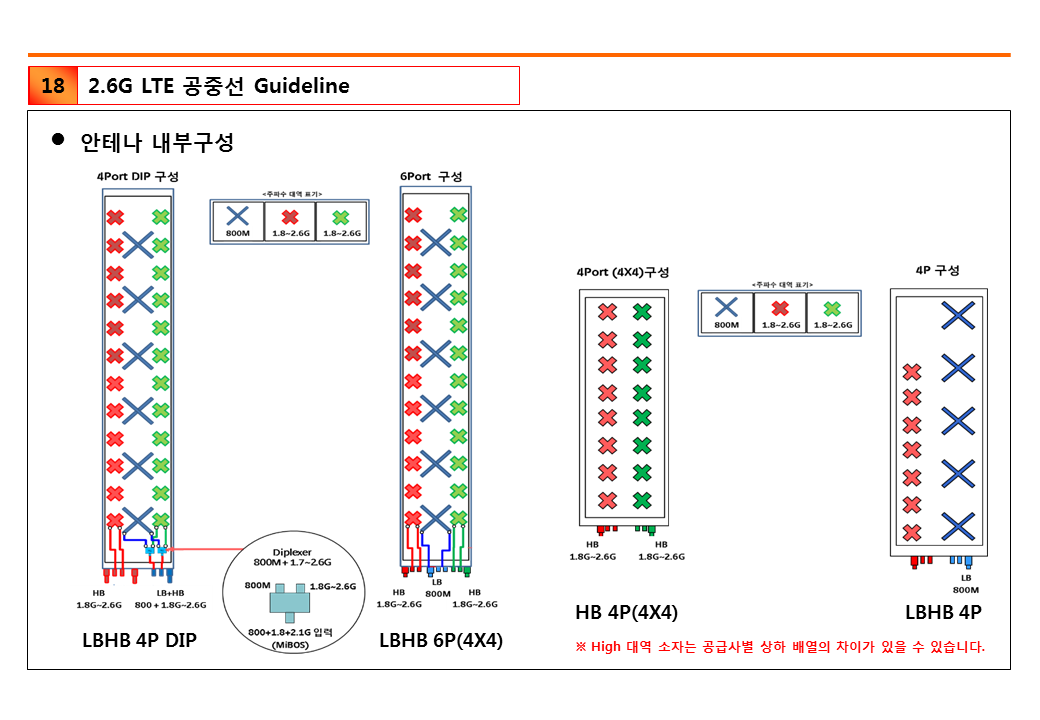 18 2.6G LTE 공중선 Guideline
● 안테나 내부구성
4Port DIP 구성
<주파수 대역 표기>
800M 1.8~2.6G 1.8~2.6G
HB
1.8G~2.6G
LB+HB
800 + 1.8G~2.6G
LBHB 4P DIP
Diplexer
800M + 1.7~2.6G
800M 1.8G~2.6G
800+1.8+2.1G 입력
(MiBOS)
6Port 구성
HB
1.8G~2.6G
LB
800M
HB
1.8G~2.6G
LBHB 6P(4X4)
4Port (4X4)구성
HB
1.8G~2.6G
HB
1.8G~2.6G
HB 4P(4X4)
<주파수 대역 표기>
800M 1.8~2.6G 1.8~2.6G
4P 구성
LB
800M
LBHB 4P
※ High 대역 소자는 공급사별 상하 배열의 차이가 있을 수 있습니다.